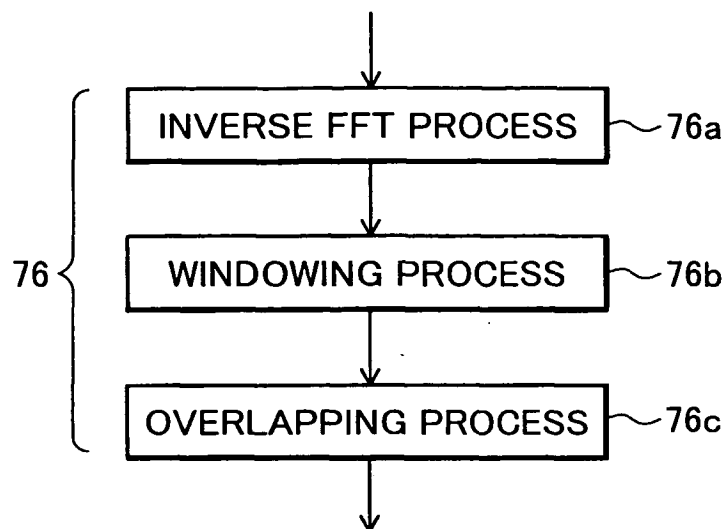 INVERSE FFT PROCESS 76a
76 WINDOWING PROCESS 76b
OVERLAPPING PROCESS 76c